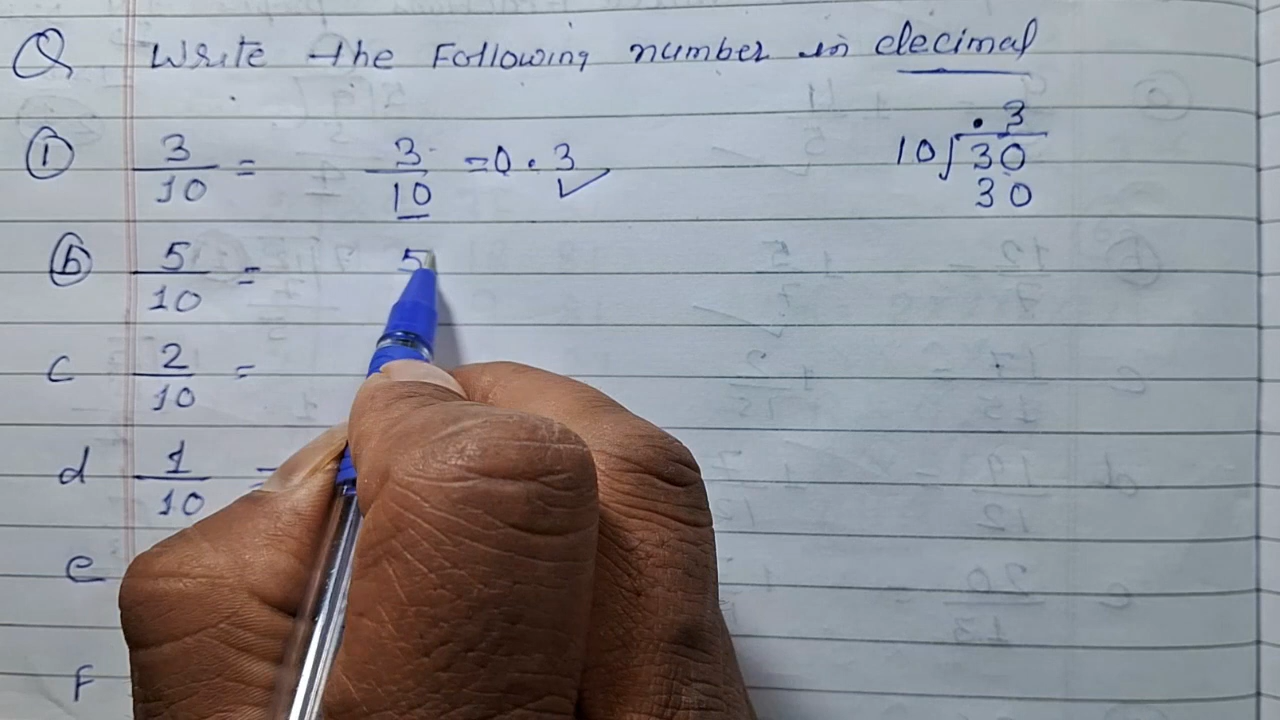 Q Write the Following number in decimal
① 3/10 = 3/10 = 0.3 ✓
.3
10)30
30
ⓑ 5/10 = 5
c 2/10 =
d 1/10 =
e
F